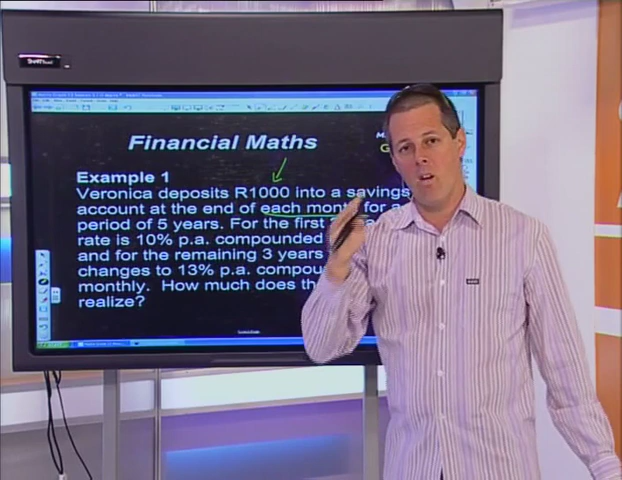 Financial Maths
Example 1
Veronica deposits R1000 into a savings
account at the end of each month for a
period of 5 years. For the first
rate is 10% p.a. compounded
and for the remaining 3 years
changes to 13% p.a.
monthly. How much does
realize?